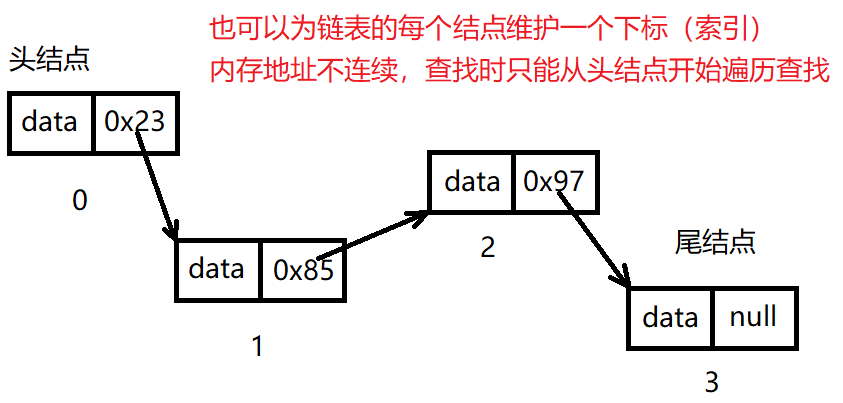 也可以为链表的每个结点维护一个下标（索引）
内存地址不连续，查找时只能从头结点开始遍历查找
头结点
data 0x23
0
data 0x97
2
data 0x85
1
尾结点
data null
3